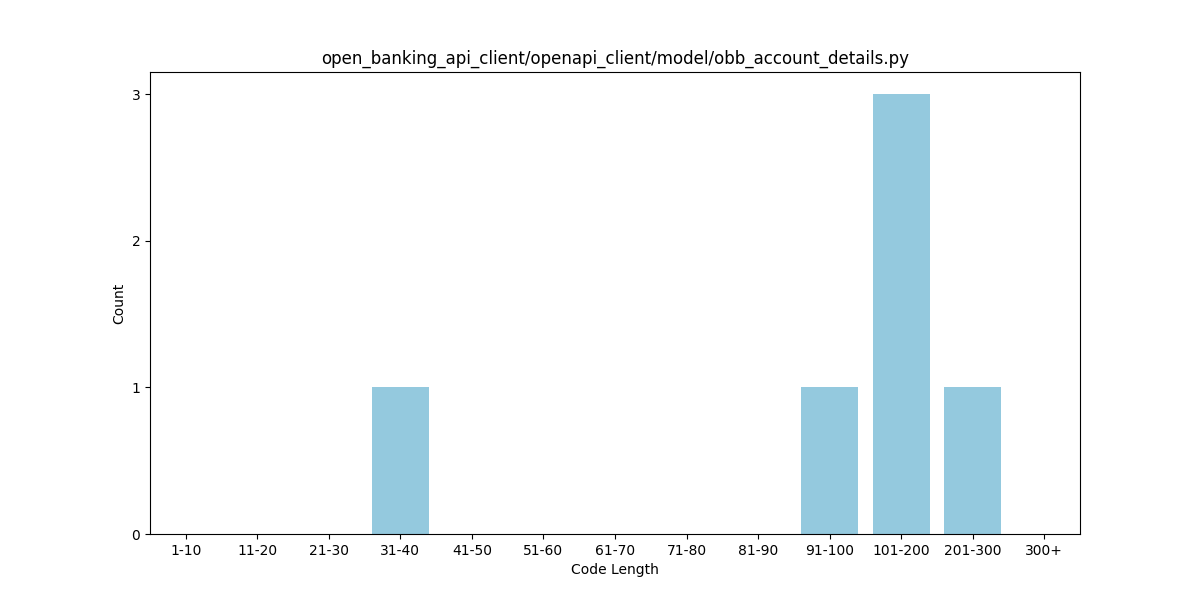 open_banking_api_client/openapi_client/model/obb_account_details.py
3
2
1
0
Count
1-10 11-20 21-30 31-40 41-50 51-60 61-70 71-80 81-90 91-100 101-200 201-300 300+
Code Length